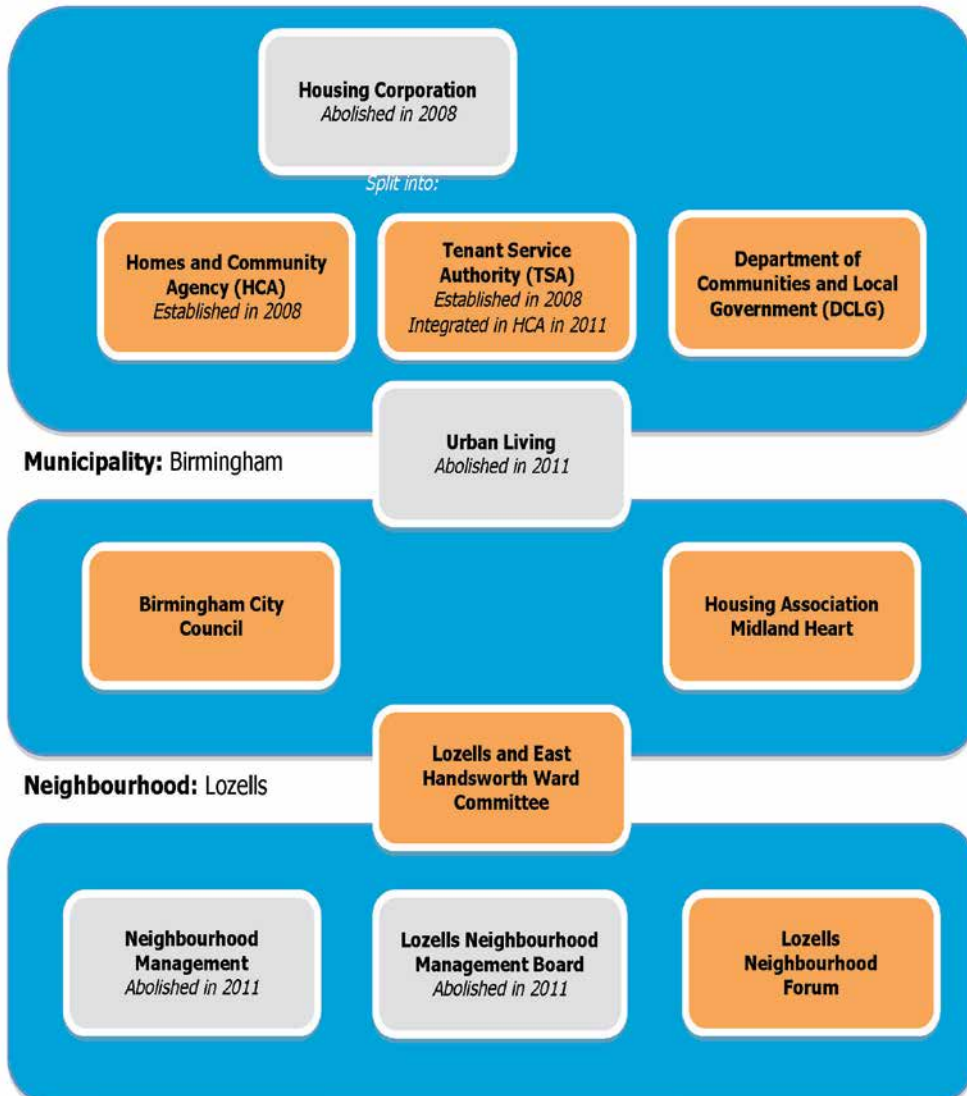 Housing Corporation
Abolished in 2008
Split into:
Homes and Community
Agency (HCA)
Established in 2008
Tenant Service
Authority (TSA)
Established in 2008
Integrated in HCA in 2011
Department of
Communities and Local
Government (DCLG)
Urban Living
Abolished in 2011
Municipality: Birmingham
Birmingham City
Council
Housing Association
Midland Heart
Lozells and East
Handsworth Ward
Committee
Neighbourhood: Lozells
Neighbourhood
Management
Abolished in 2011
Lozells Neighbourhood
Management Board
Abolished in 2011
Lozells
Neighbourhood
Forum